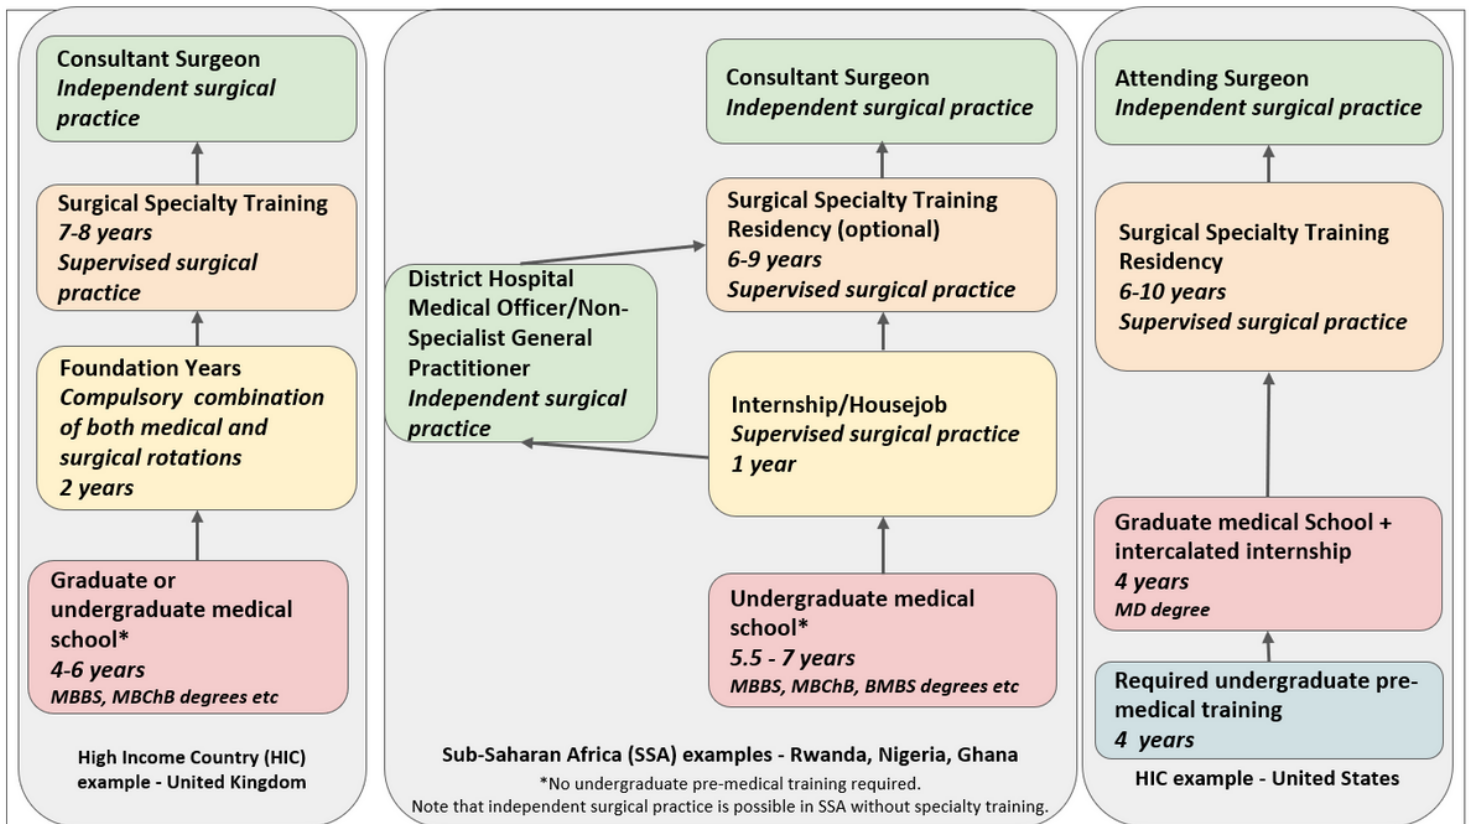 Consultant Surgeon
Independent surgical
practice
Surgical Specialty Training
7-8 years
Supervised surgical
practice
Foundation Years
Compulsory combination
of both medical and
surgical rotations
2 years
Graduate or
undergraduate medical
school*
4-6 years
MBBS, MBChB degrees etc
High Income Country (HIC)
example - United Kingdom
Consultant Surgeon
Independent surgical practice
Surgical Specialty Training
Residency (optional)
6-9 years
Supervised surgical practice
District Hospital
Medical Officer/Non-
Specialist General
Practitioner
Independent surgical
practice
Internship/Housejob
Supervised surgical practice
1 year
Undergraduate medical
school*
5.5 - 7 years
MBBS, MBChB, BMBS degrees etc
Sub-Saharan Africa (SSA) examples - Rwanda, Nigeria, Ghana
*No undergraduate pre-medical training required.
Note that independent surgical practice is possible in SSA without specialty training.
Attending Surgeon
Independent surgical practice
Surgical Specialty Training
Residency
6-10 years
Supervised surgical practice
Graduate medical School +
intercalated internship
4 years
MD degree
Required undergraduate pre-
medical training
4 years
HIC example - United States